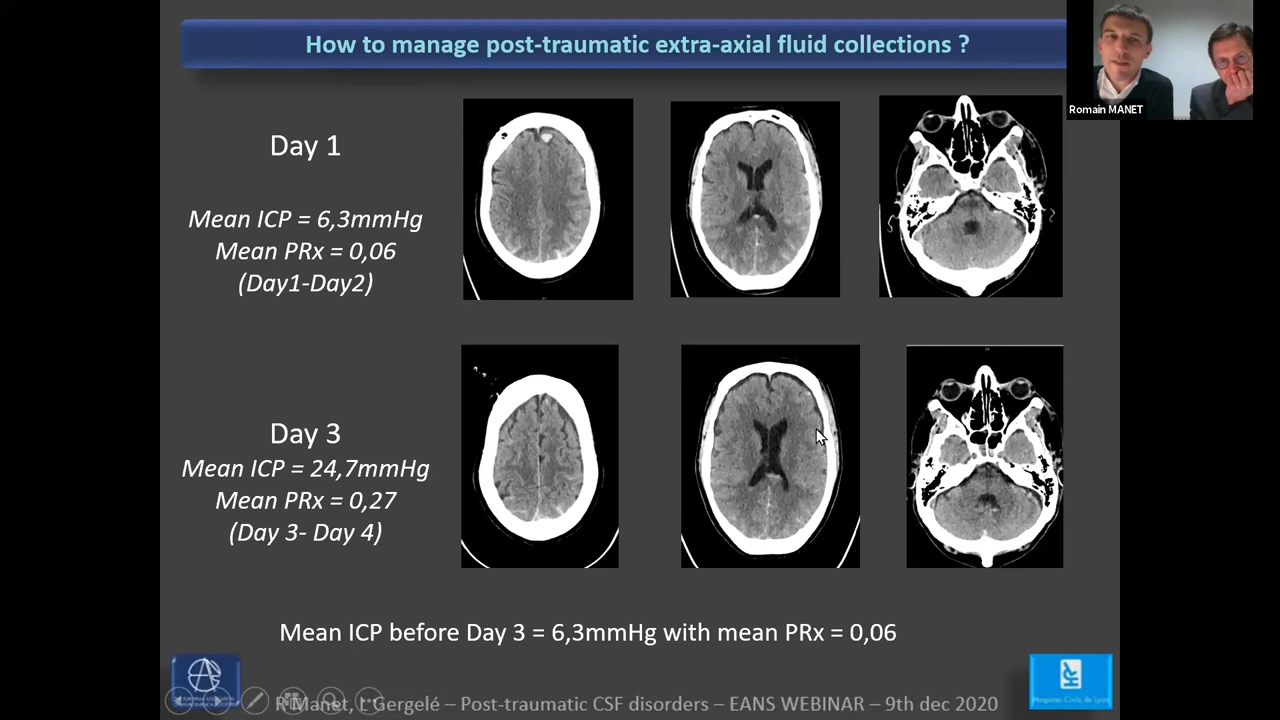 How to manage post-traumatic extra-axial fluid collections ?
Romain MANET
Day 1
Mean ICP = 6,3mmHg
Mean PRx = 0,06
(Day1-Day2)
Day 3
Mean ICP = 24,7mmHg
Mean PRx = 0,27
(Day 3- Day 4)
Mean ICP before Day 3 = 6,3mmHg with mean PRx = 0,06
R Manet, L Gergelé – Post-traumatic CSF disorders – EANS WEBINAR – 9th dec 2020